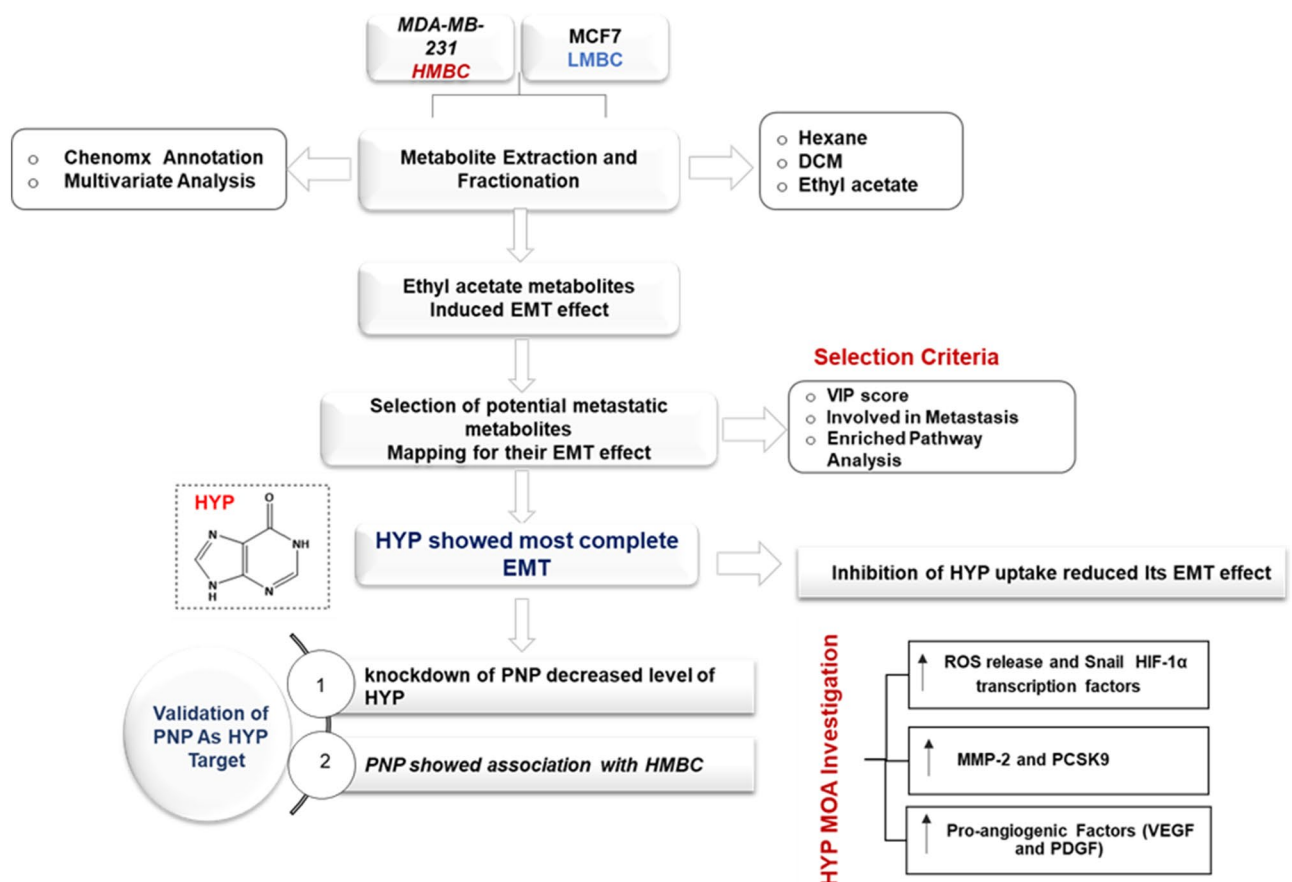 MDA-MB-
231
HMBC
MCF7
LMBC
Chenomx Annotation
Multivariate Analysis
Metabolite Extraction and
Fractionation
Hexane
DCM
Ethyl acetate
Ethyl acetate metabolites
Induced EMT effect
Selection Criteria
Selection of potential metastatic
metabolites
Mapping for their EMT effect
VIP score
Involved in Metastasis
Enriched Pathway
Analysis
HYP
O
N
NH
N
H
N
HYP showed most complete
EMT
Inhibition of HYP uptake reduced Its EMT effect
Validation of
PNP As HYP
Target
1
knockdown of PNP decreased level of
HYP
2
PNP showed association with HMBC
HYP MOA Investigation
ROS release and Snail HIF-1α
transcription factors
MMP-2 and PCSK9
Pro-angiogenic Factors (VEGF
and PDGF)